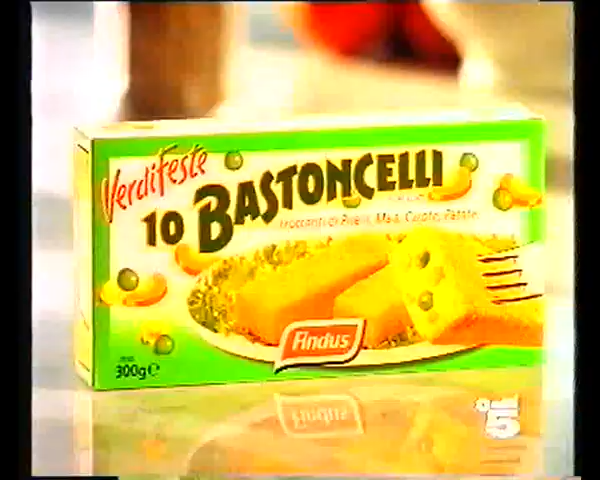 VerdiFeste
10 BASTONCELLI
croccanti di Piselli, Mais, Carote, Patate
Findus
300g℮
5